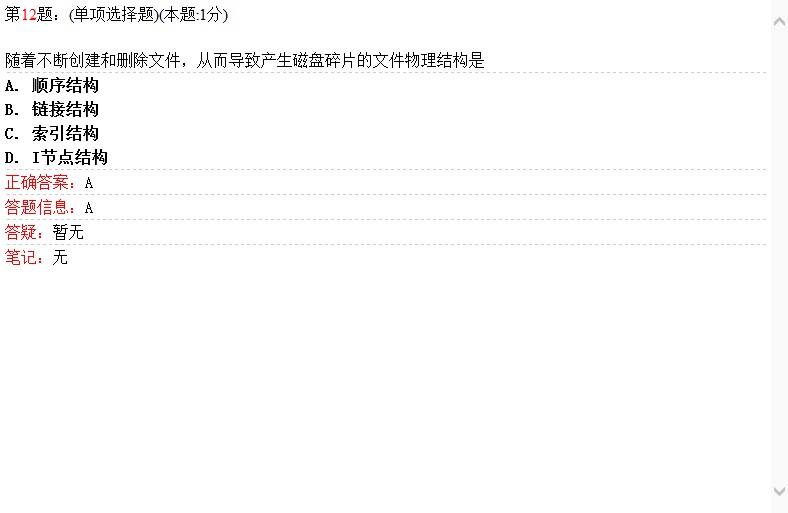 第12题：(单项选择题)(本题:1分)
随着不断创建和删除文件，从而导致产生磁盘碎片的文件物理结构是
A. 顺序结构
B. 链接结构
C. 索引结构
D. I节点结构
正确答案：A
答题信息：A
答疑：暂无
笔记：无